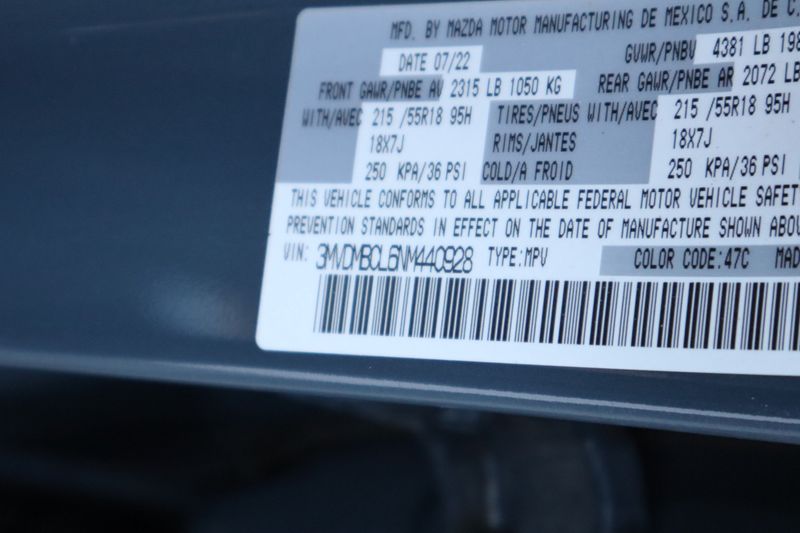 MFD. BY MAZDA MOTOR MANUFACTURING DE MEXICO S.A. DE C.
DATE 07/22 GVWR/PNBV 4381 LB 198
FRONT GAWR/PNBE AV 2315 LB 1050 KG REAR GAWR/PNBE AR 2072 LB
WITH/AVEC 215 /55R18 95H TIRES/PNEUS WITH/AVEC 215 /55R18 95H
18X7J RIMS/JANTES 18X7J
250 KPA/36 PSI COLD/A FROID 250 KPA/36 PSI
THIS VEHICLE CONFORMS TO ALL APPLICABLE FEDERAL MOTOR VEHICLE SAFET
PREVENTION STANDARDS IN EFFECT ON THE DATE OF MANUFACTURE SHOWN ABOU
VIN: 3MVDMBCL6NM440928 TYPE:MPV COLOR CODE:47C MAD